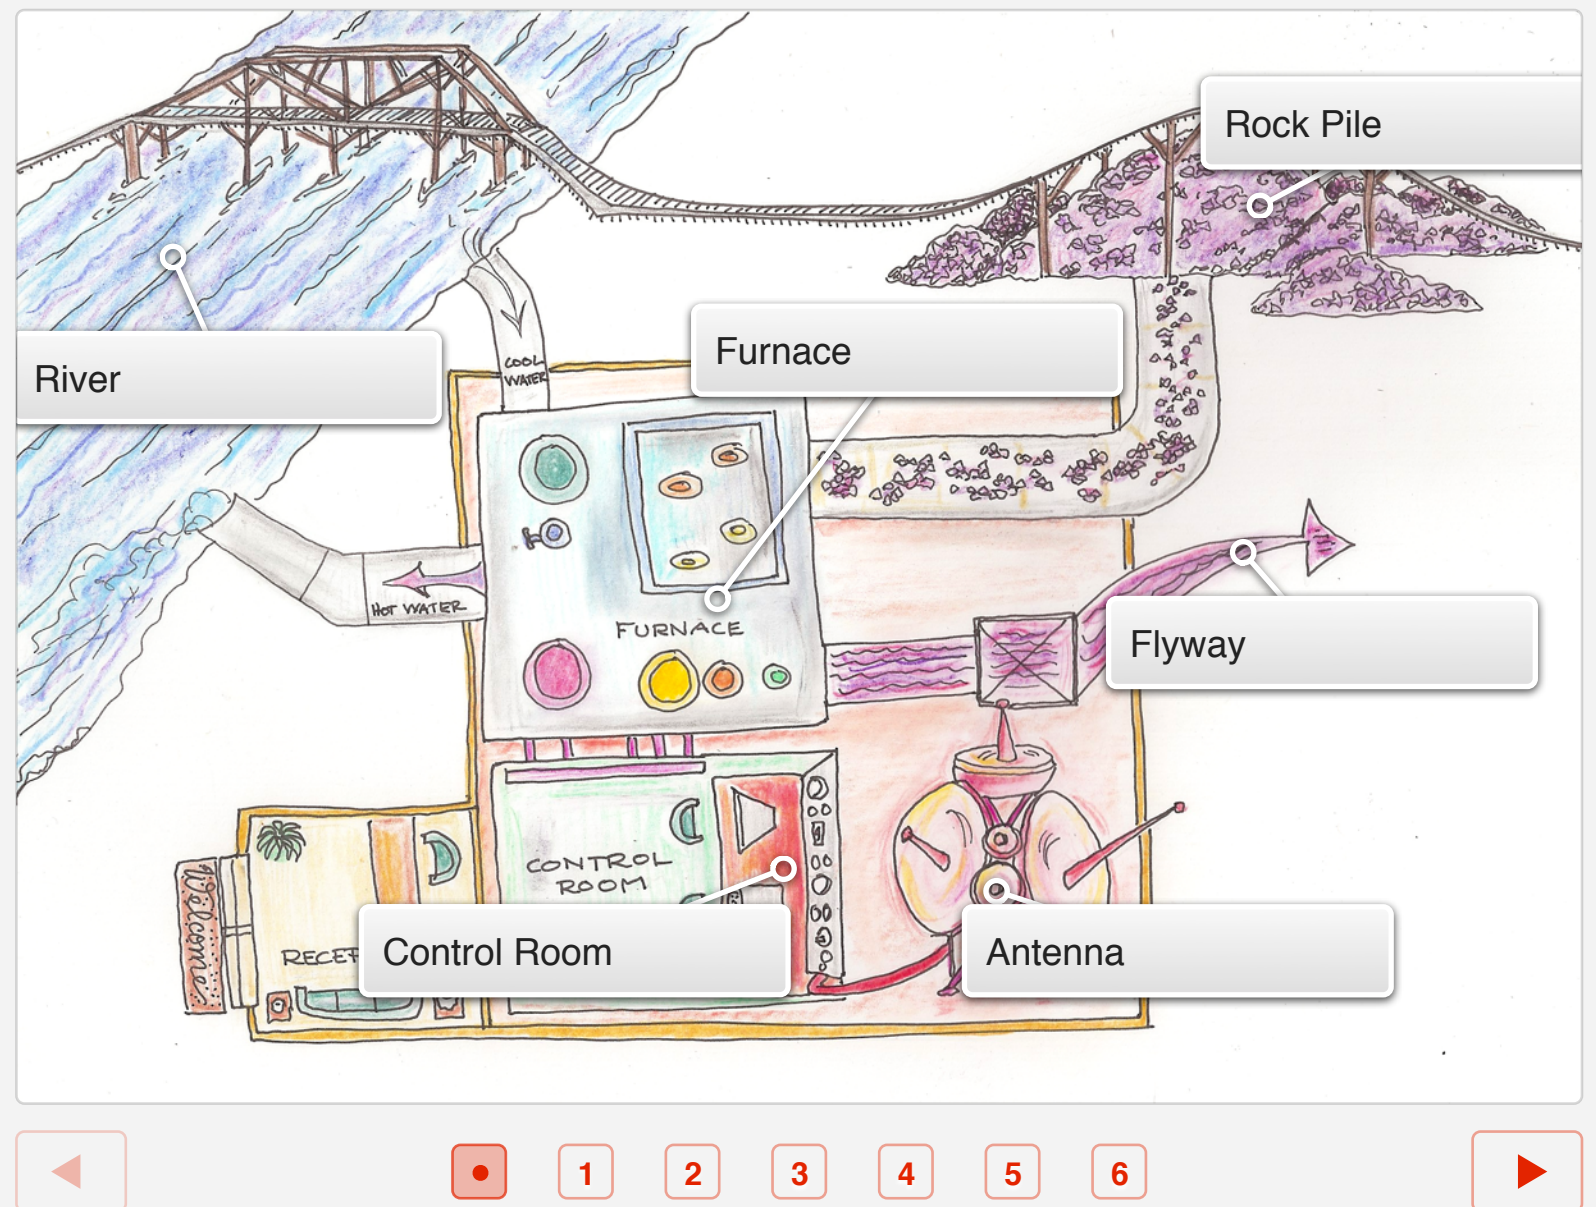 Rock Pile
Furnace
COOL
WATER
River
HOT WATER
FURNACE
Flyway
CONTROL
ROOM
Welcome
Control Room
Antenna
1
2
3
4
5
6